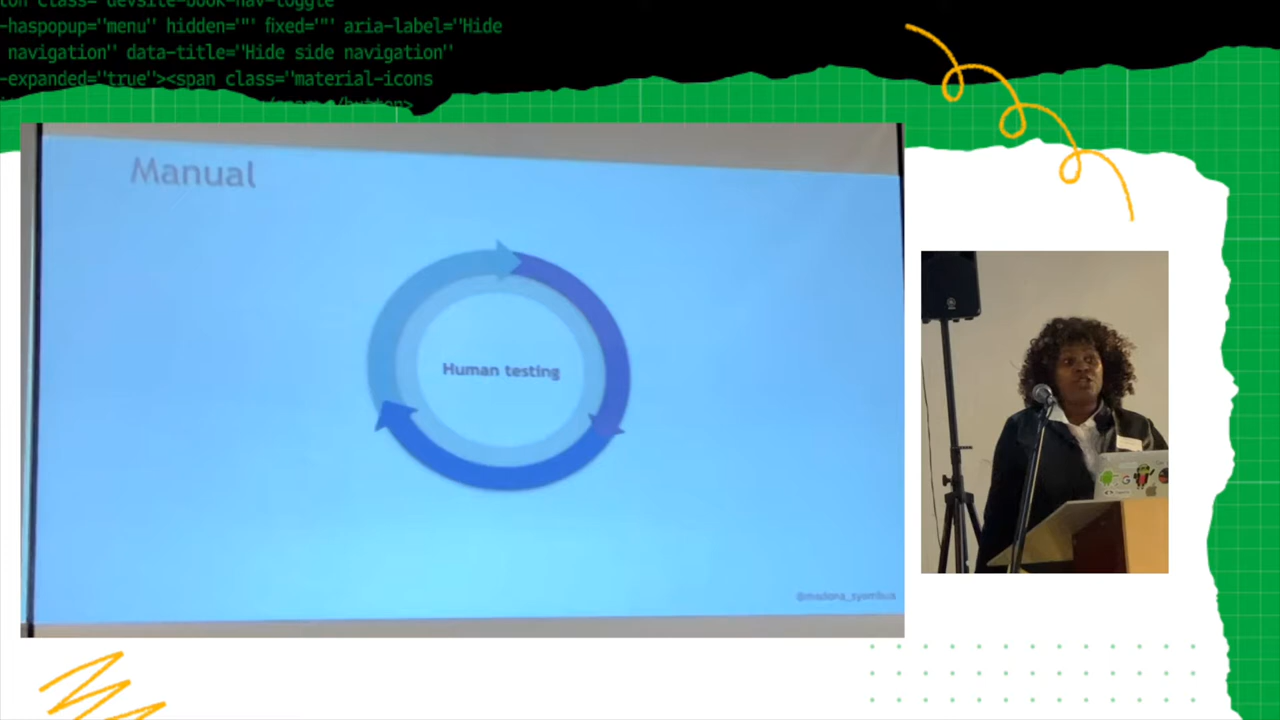 -haspopup="menu" hidden="" fixed="" aria-label="Hide
navigation" data-title="Hide side navigation"
-expanded="true"><span class="material-icons
Manual
Human testing
@madona_syombua
G